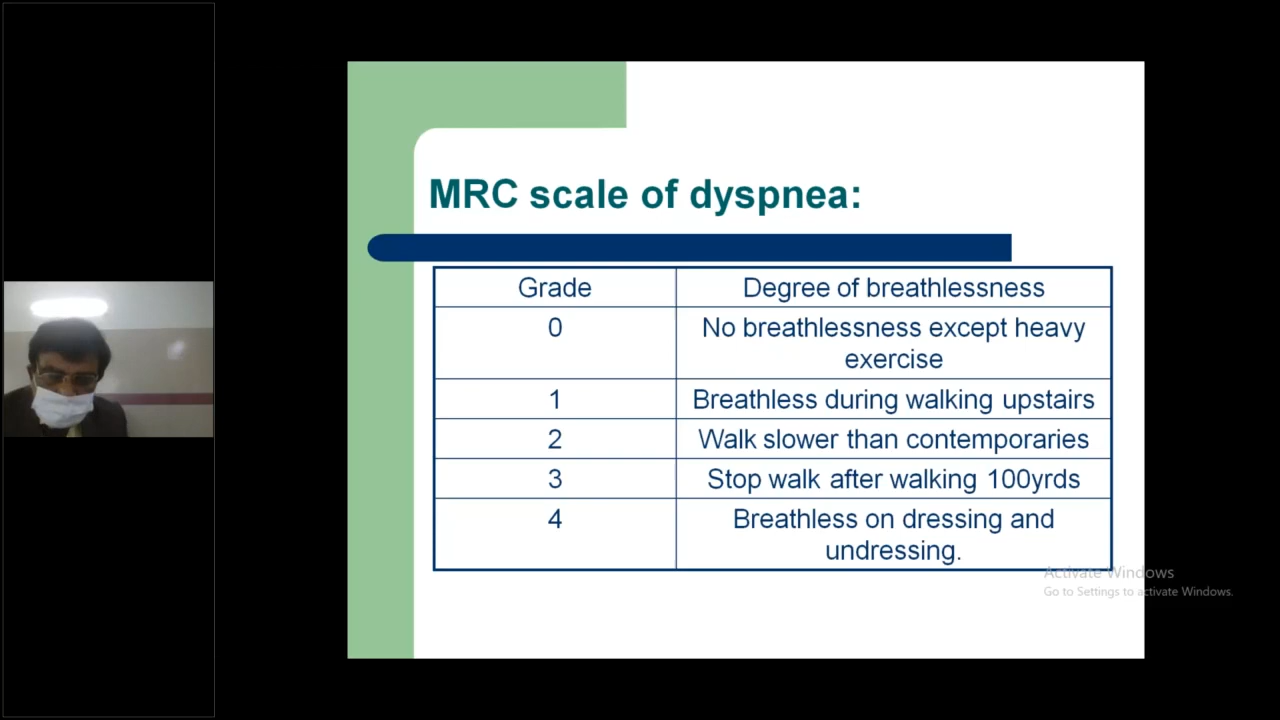 MRC scale of dyspnea:
Grade
Degree of breathlessness
0
No breathlessness except heavy
exercise
1
Breathless during walking upstairs
2
Walk slower than contemporaries
3
Stop walk after walking 100yrds
4
Breathless on dressing and
undressing.
Activate Windows
Go to Settings to activate Windows.